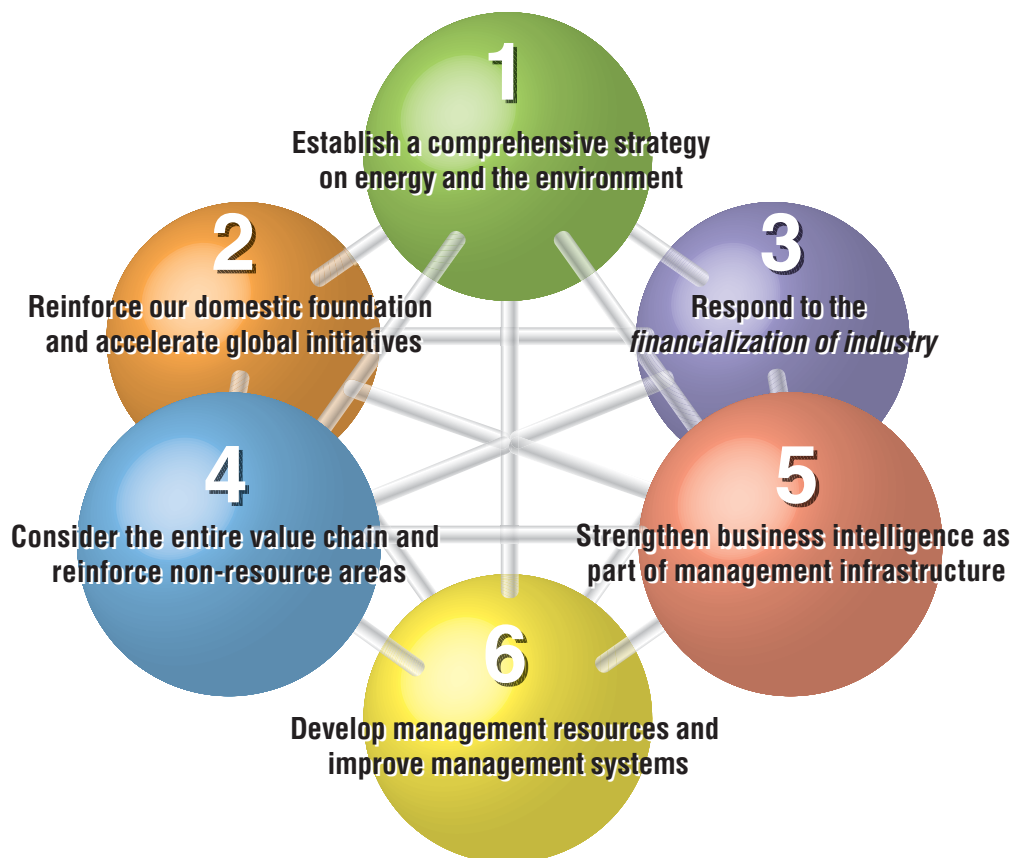 1
Establish a comprehensive strategy
on energy and the environment
2
Reinforce our domestic foundation
and accelerate global initiatives
3
Respond to the
financialization of industry
4
Consider the entire value chain and
reinforce non-resource areas
5
Strengthen business intelligence as
part of management infrastructure
6
Develop management resources and
improve management systems